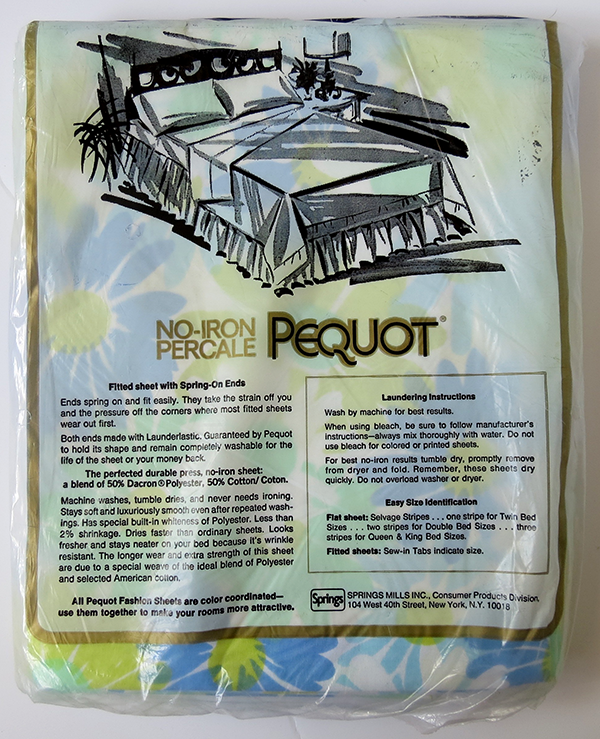 NO-IRON
PERCALE
PEQUOT®
Fitted sheet with Spring-On Ends
Ends spring on and fit easily. They take the strain off you
and the pressure off the corners where most fitted sheets
wear out first.
Both ends made with Launderlastic. Guaranteed by Pequot
to hold its shape and remain completely washable for the
life of the sheet or your money back.
The perfected durable press, no-iron sheet:
a blend of 50% Dacron® Polyester, 50% Cotton/ Coton.
Machine washes, tumble dries, and never needs ironing.
Stays soft and luxuriously smooth even after repeated wash-
ings. Has special built-in whiteness of Polyester. Less than
2% shrinkage. Dries faster than ordinary sheets. Looks
fresher and stays neater on your bed because it's wrinkle
resistant. The longer wear and extra strength of this sheet
are due to a special weave of the ideal blend of Polyester
and selected American cotton.
All Pequot Fashion Sheets are color coordinated—
use them together to make your rooms more attractive.
Laundering Instructions
Wash by machine for best results.
When using bleach, be sure to follow manufacturer's
instructions—always mix thoroughly with water. Do not
use bleach for colored or printed sheets.
For best no-iron results tumble dry, promptly remove
from dryer and fold. Remember, these sheets dry
quickly. Do not overload washer or dryer.
Easy Size Identification
Flat sheet: Selvage Stripes . . . one stripe for Twin Bed
Sizes . . . two stripes for Double Bed Sizes . . . three
stripes for Queen & King Bed Sizes.
Fitted sheets: Sew-in Tabs indicate size.
Springs
SPRINGS MILLS INC., Consumer Products Division.
104 West 40th Street, New York, N.Y. 10018